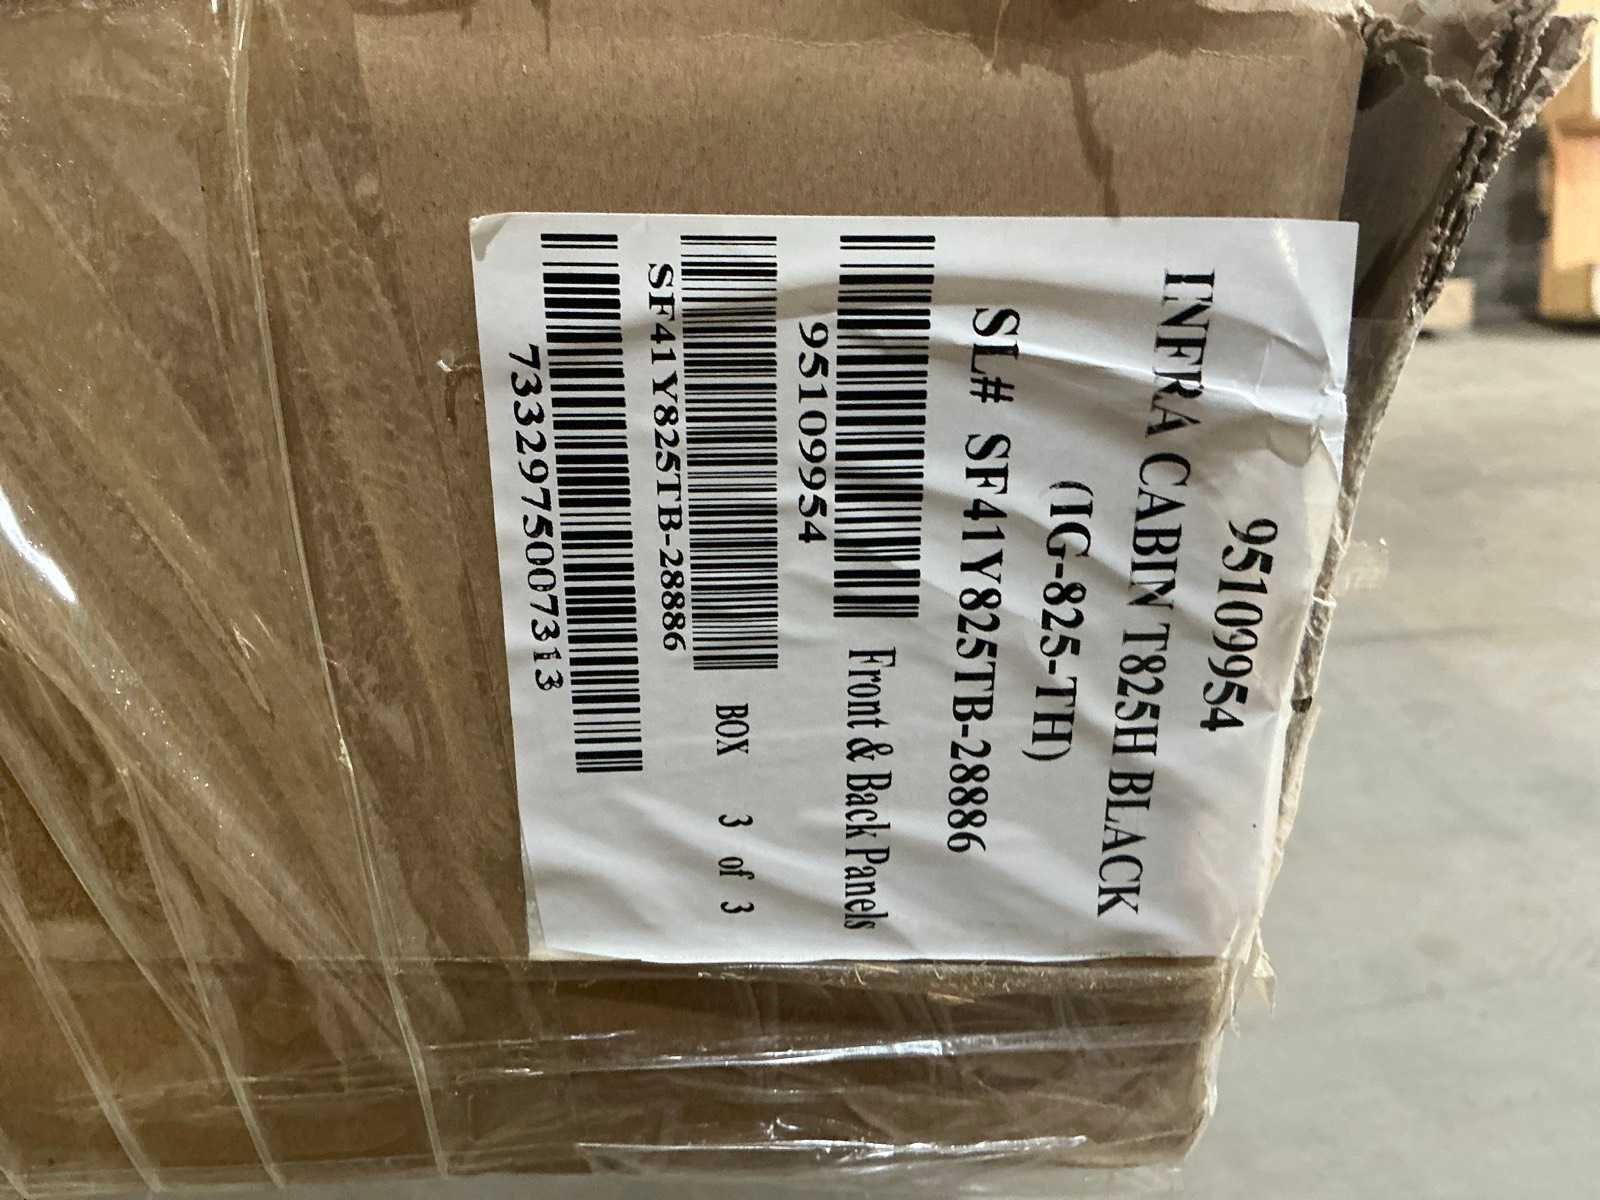 95109954
INFRA CABIN T825H BLACK
(IG-825-TH)
SL# SF41Y825TB-28886
95109954
Front & Back Panels
SF41Y825TB-28886
BOX 3 of 3
7332975007313